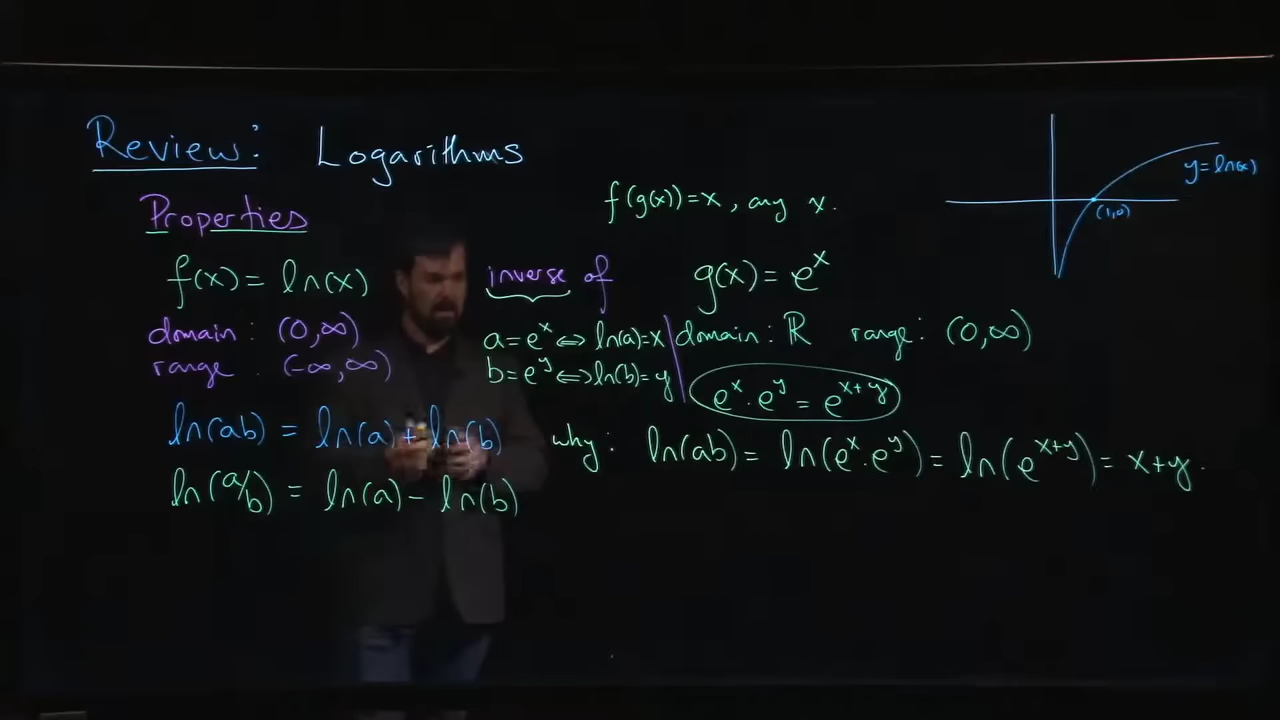 Review: Logarithms
Properties
f(g(x))=x, any x.
y=ln(x)
(1,0)
f(x) = ln(x) inverse of g(x) = e^x
domain : (0,∞) a=e^x ⇔ ln(a)=x domain: ℝ range: (0,∞)
range : (-∞,∞) b=e^y ⇔ ln(b)=y e^x · e^y = e^{x+y}
ln(ab) = ln(a) + ln(b) why: ln(ab) = ln(e^x · e^y) = ln(e^{x+y}) = x+y.
ln(a/b) = ln(a) - ln(b)